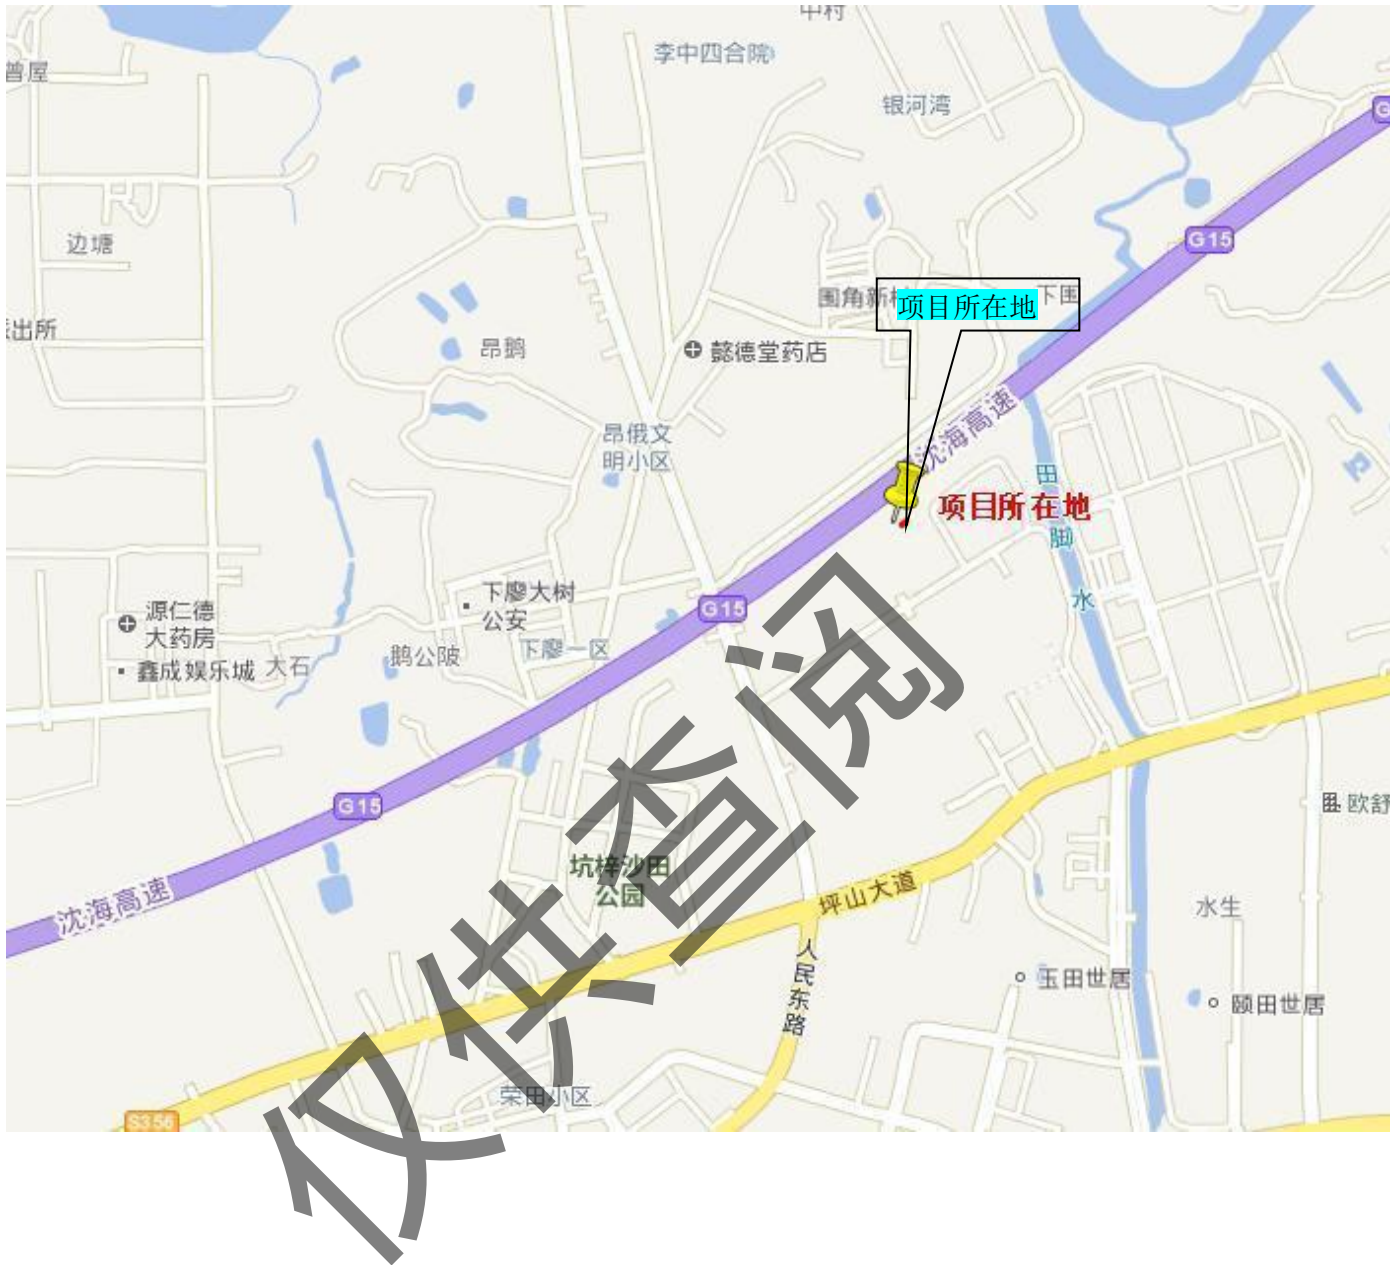 中村
李中四合院
曾屋
银河湾
G
G15
边塘
围角新村
下围
项目所在地
派出所
昂鹅
懿德堂药店
沈海高速
昂俄文
明小区
项目所在地
田
脚
水
下廖大树
公安
G15
源仁德
大药房
下廖一区
鹅公陂
鑫成娱乐城
大石
G15
欧舒
坑梓沙田
公园
坪山大道
沈海高速
水生
人
民
东
路
玉田世居
颐田世居
荣田小区
S356
仅供查阅